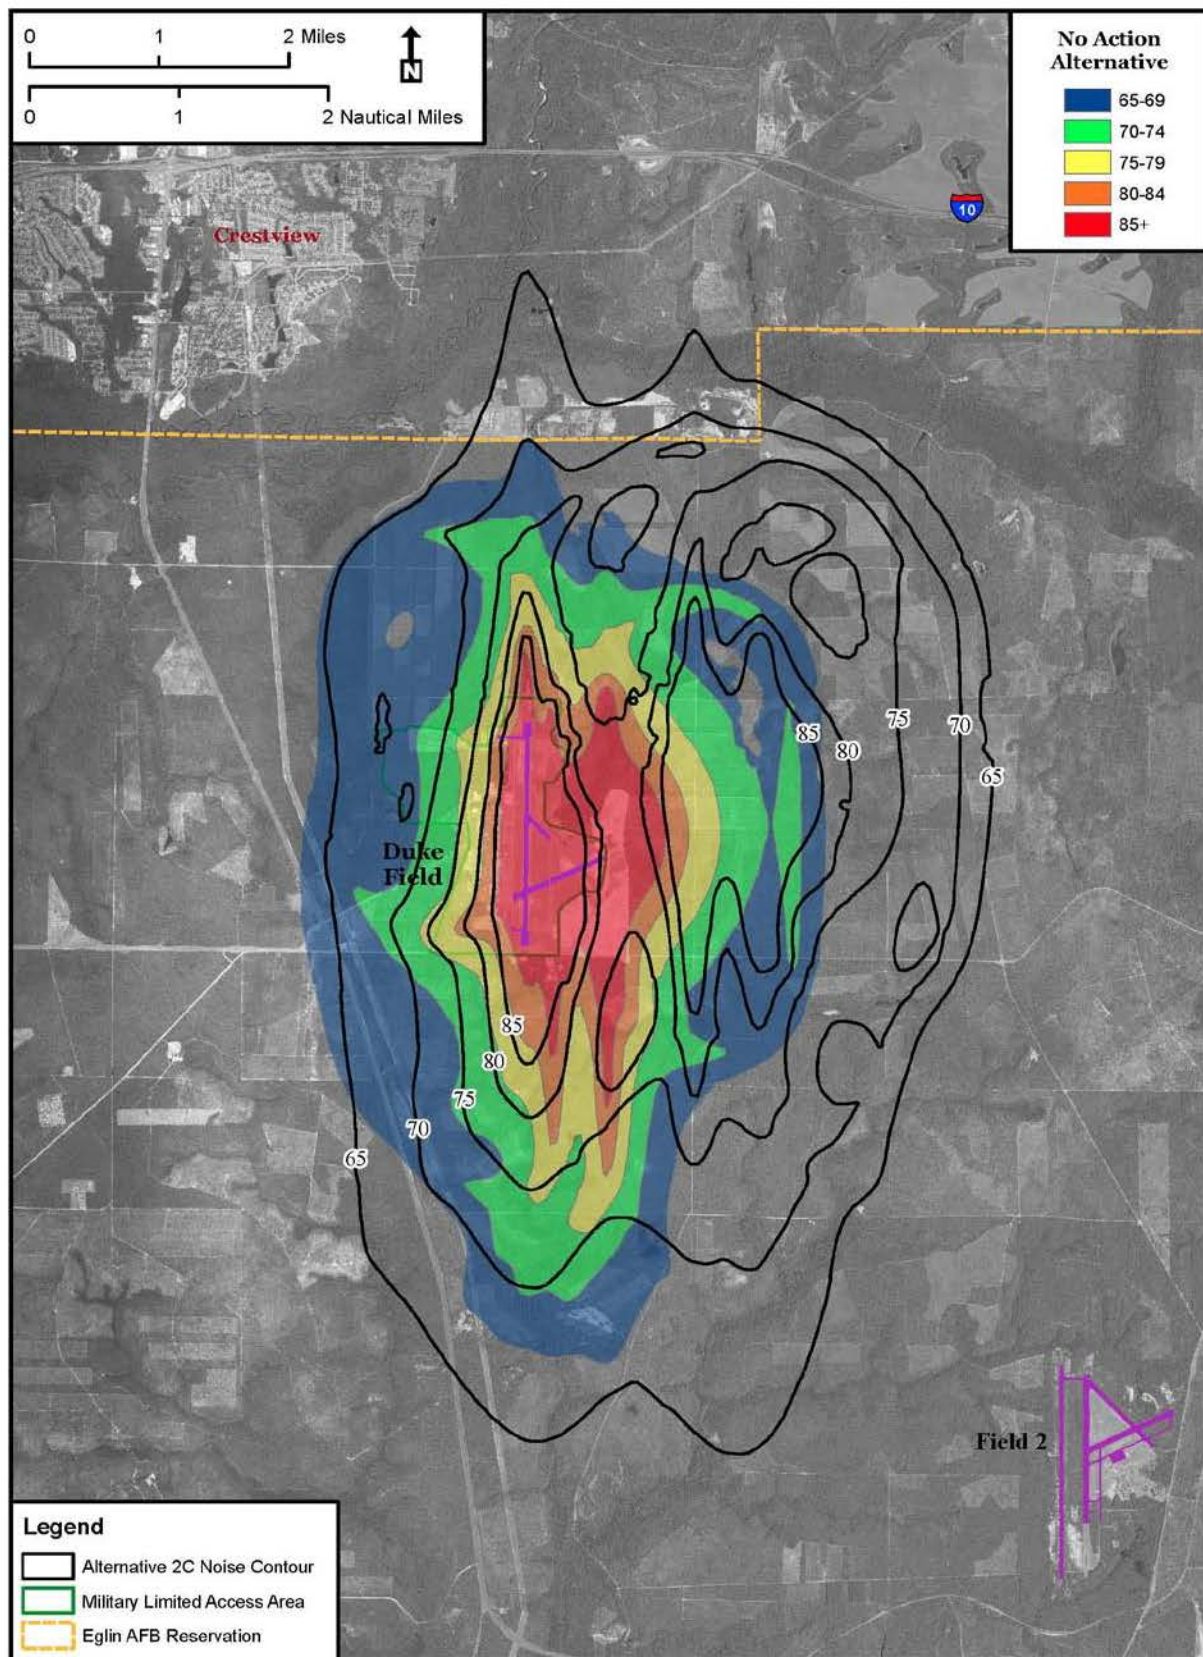 0 1 2 Miles
N
0 1 2 Nautical Miles
No Action
Alternative
65-69
70-74
75-79
80-84
85+
10
Crestview
85
80
75
70
65
Duke
Field
85
80
75
70
65
Field 2
Legend
Alternative 2C Noise Contour
Military Limited Access Area
Eglin AFB Reservation